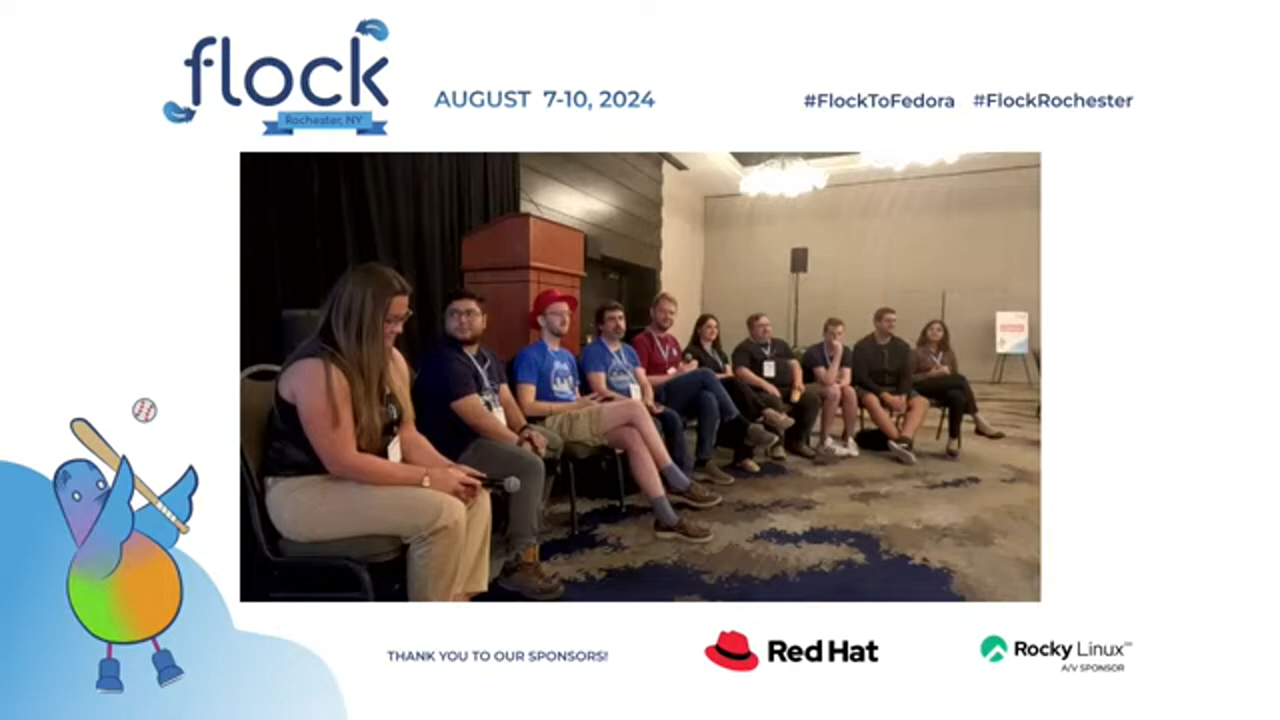 flock
Rochester, NY
AUGUST 7-10, 2024
#FlockToFedora #FlockRochester
THANK YOU TO OUR SPONSORS!
Red Hat
Rocky Linux
A/V SPONSOR